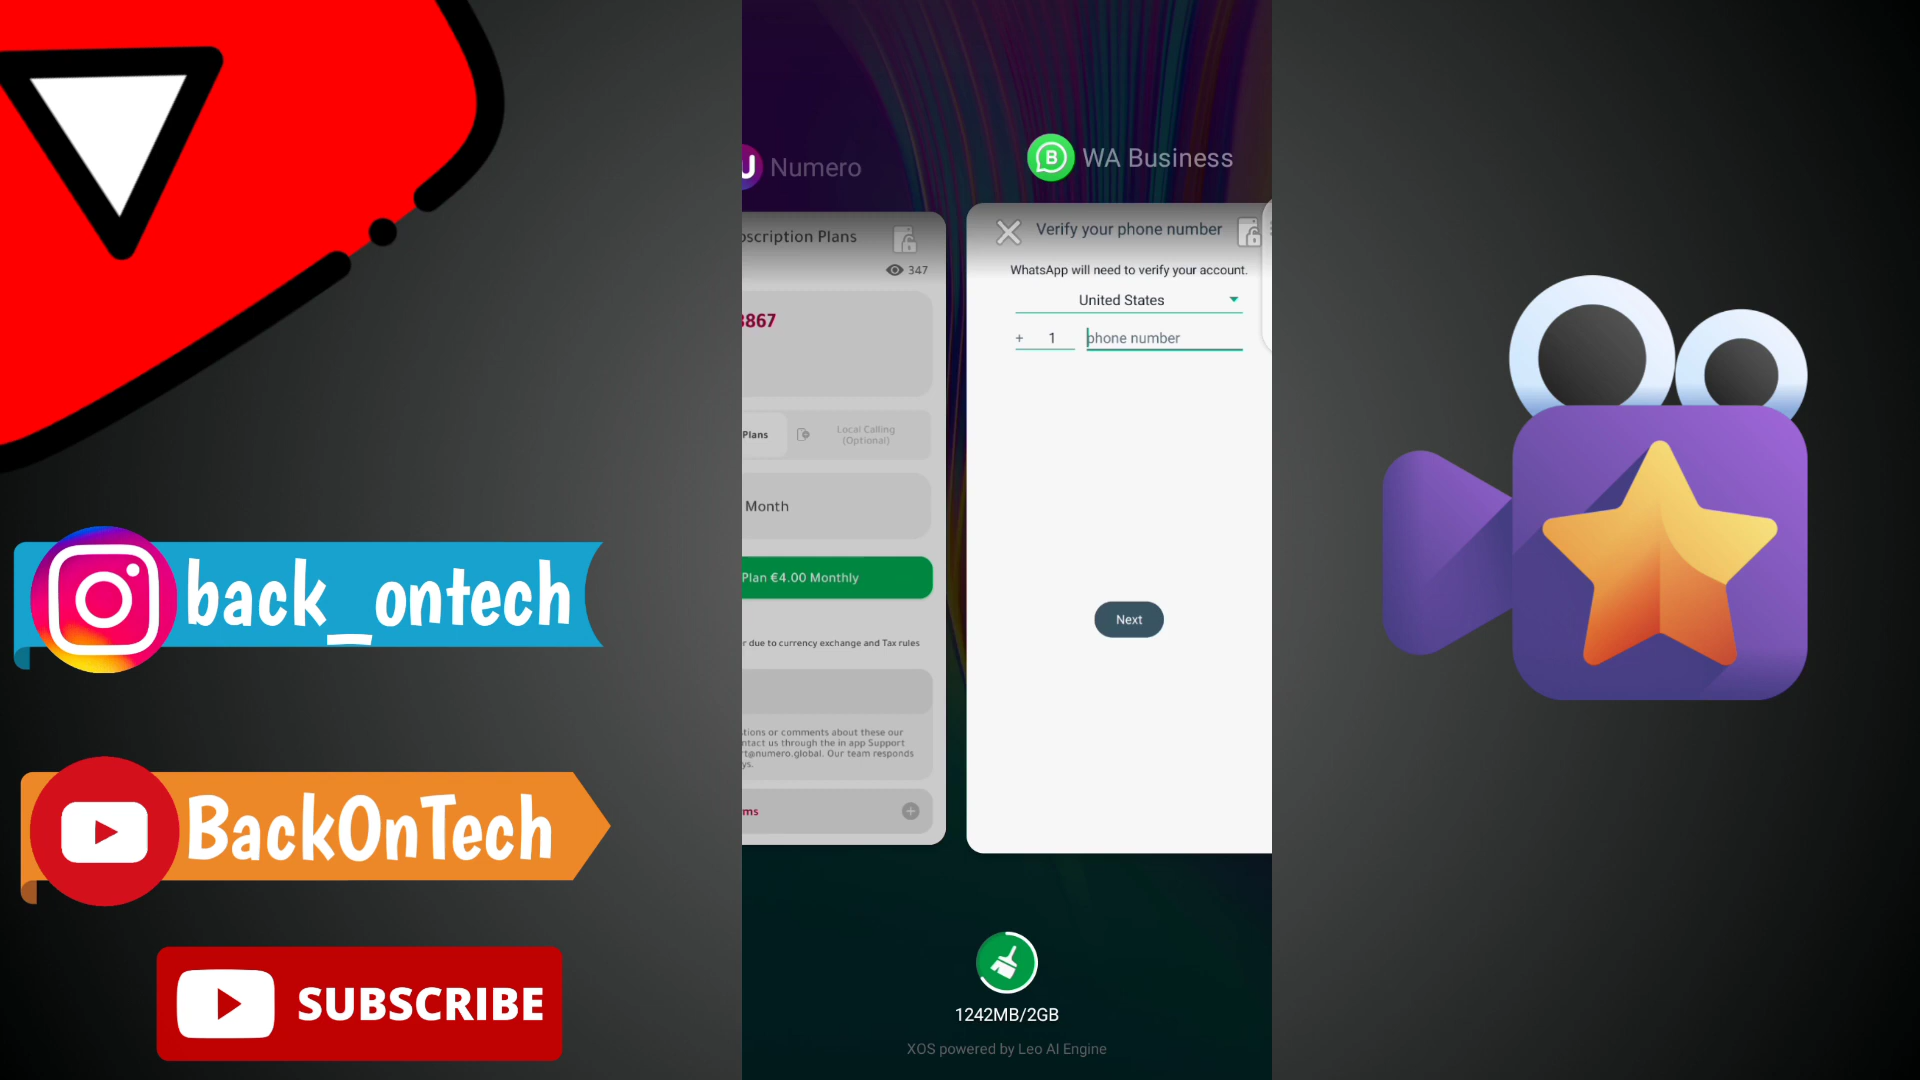 back_ontech
BackOnTech
SUBSCRIBE
Numero
bscription Plans
347
3867
Plans
Local Calling
(Optional)
Month
Plan €4.00 Monthly
r due to currency exchange and Tax rules
tions or comments about these our
ntact us through the in app Support
rt@numero.global. Our team responds
ys.
ms
WA Business
Verify your phone number
WhatsApp will need to verify your account.
United States
+ 1 phone number
Next
1242MB/2GB
XOS powered by Leo AI Engine